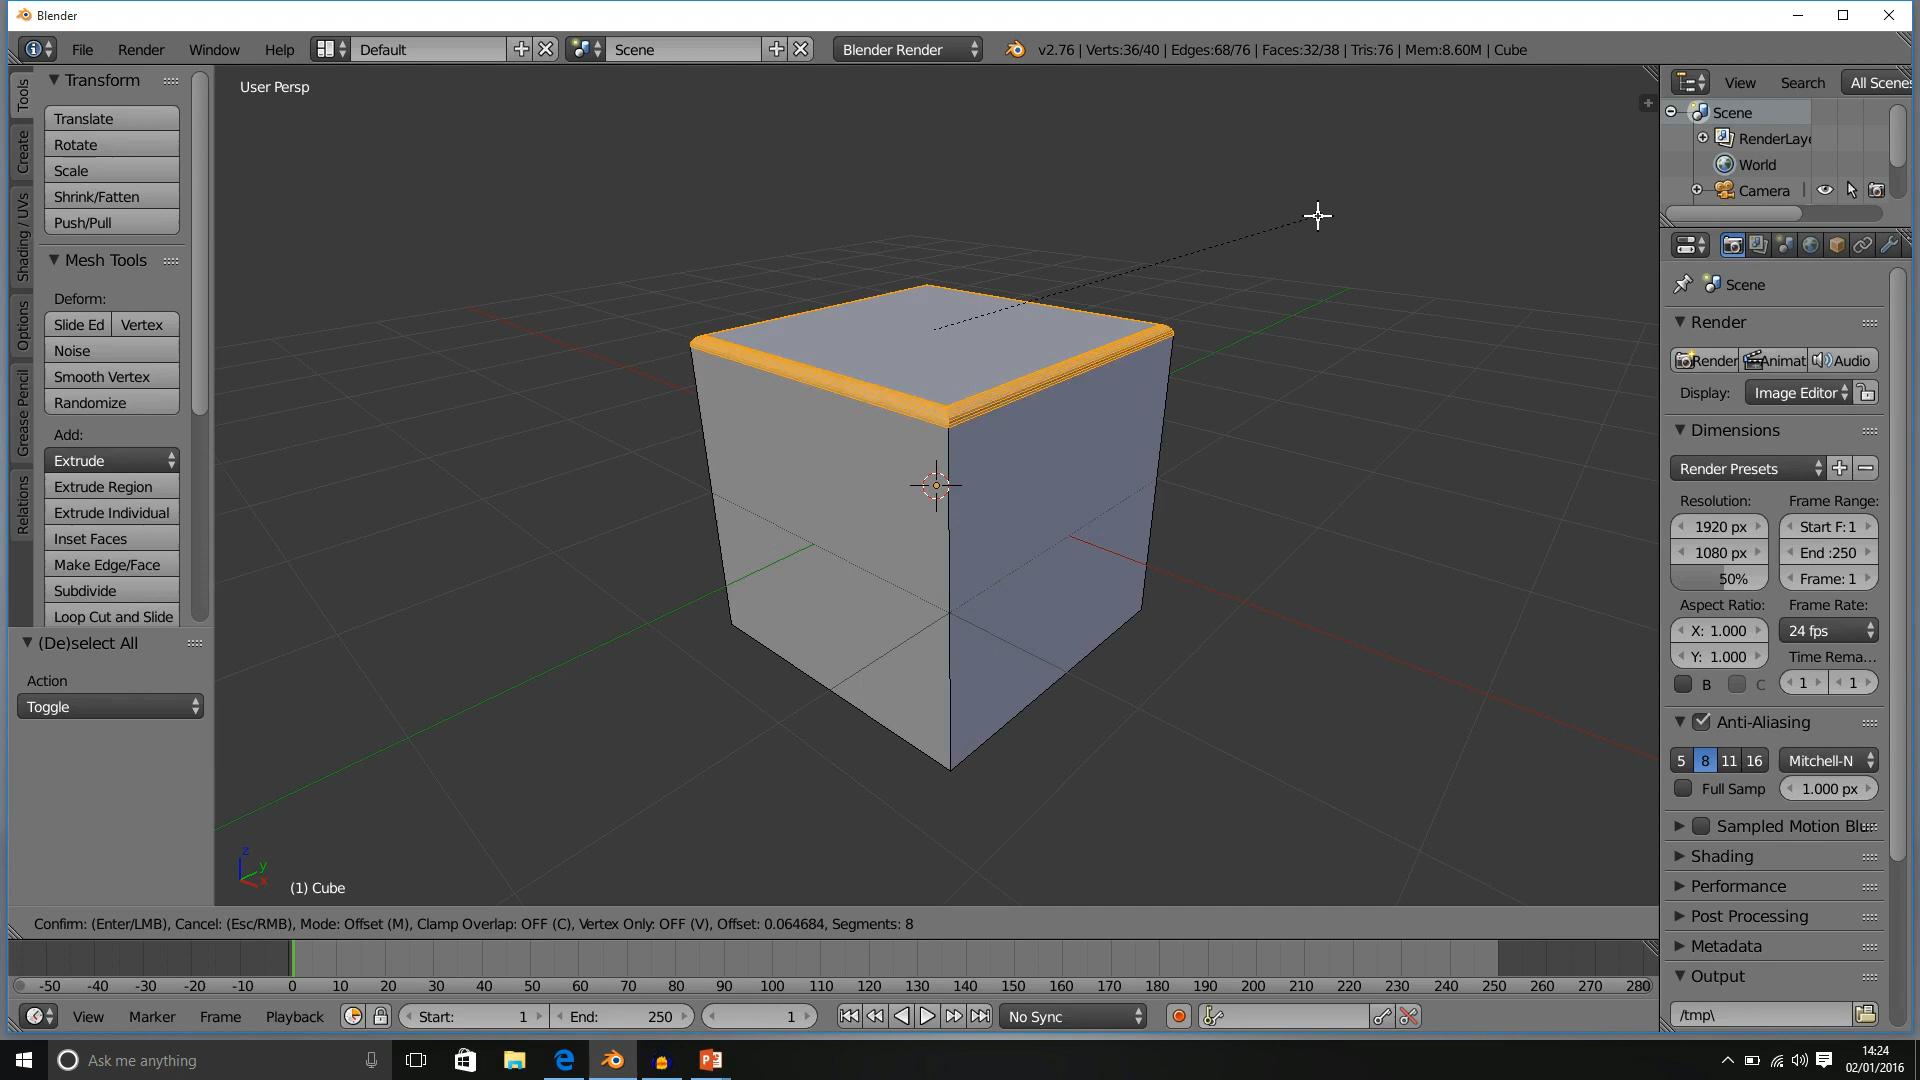 Blender
File Render Window Help Default Scene Blender Render v2.76 | Verts:36/40 | Edges:68/76 | Faces:32/38 | Tris:76 | Mem:8.60M | Cube
Tools
Create
Shading / UVs
Options
Grease Pencil
Relations
Transform
Translate
Rotate
Scale
Shrink/Fatten
Push/Pull
Mesh Tools
Deform:
Slide Ed Vertex
Noise
Smooth Vertex
Randomize
Add:
Extrude
Extrude Region
Extrude Individual
Inset Faces
Make Edge/Face
Subdivide
Loop Cut and Slide
(De)select All
Action
Toggle
User Persp
z
y
x
(1) Cube
Confirm: (Enter/LMB), Cancel: (Esc/RMB), Mode: Offset (M), Clamp Overlap: OFF (C), Vertex Only: OFF (V), Offset: 0.064684, Segments: 8
-50 -40 -30 -20 -10 0 10 20 30 40 50 60 70 80 90 100 110 120 130 140 150 160 170 180 190 200 210 220 230 240 250 260 270 280
View Marker Frame Playback Start: 1 End: 250 1 No Sync
View Search All Scenes
Scene
RenderLaye
World
Camera
Scene
Render
Render Animat Audio
Display: Image Editor
Dimensions
Render Presets
Resolution: Frame Range:
1920 px Start F: 1
1080 px End :250
50% Frame: 1
Aspect Ratio: Frame Rate:
X: 1.000 24 fps
Y: 1.000 Time Rema...
B C 1 1
Anti-Aliasing
5 8 11 16 Mitchell-N
Full Samp 1.000 px
Sampled Motion Blu
Shading
Performance
Post Processing
Metadata
Output
/tmp\
Ask me anything
14:24
02/01/2016